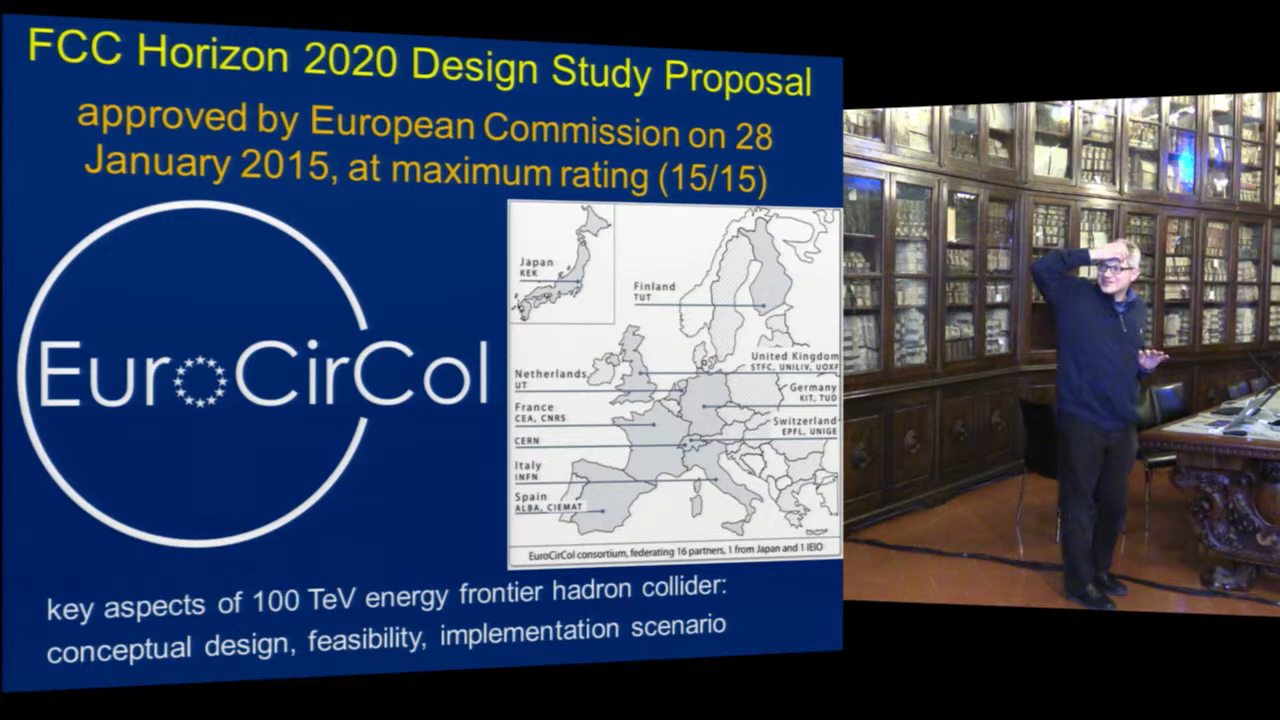 FCC Horizon 2020 Design Study Proposal
approved by European Commission on 28
January 2015, at maximum rating (15/15)
EuroCirCol
Japan
KEK
Finland
TUT
United Kingdom
STFC, UNILIV, UOXF
Netherlands
UT
Germany
KIT, TUD
France
CEA, CNRS
Switzerland
EPFL, UNIGE
CERN
Italy
INFN
Spain
ALBA, CIEMAT
EuroCirCol consortium, federating 16 partners, 1 from Japan and 1 IEIO
key aspects of 100 TeV energy frontier hadron collider:
conceptual design, feasibility, implementation scenario